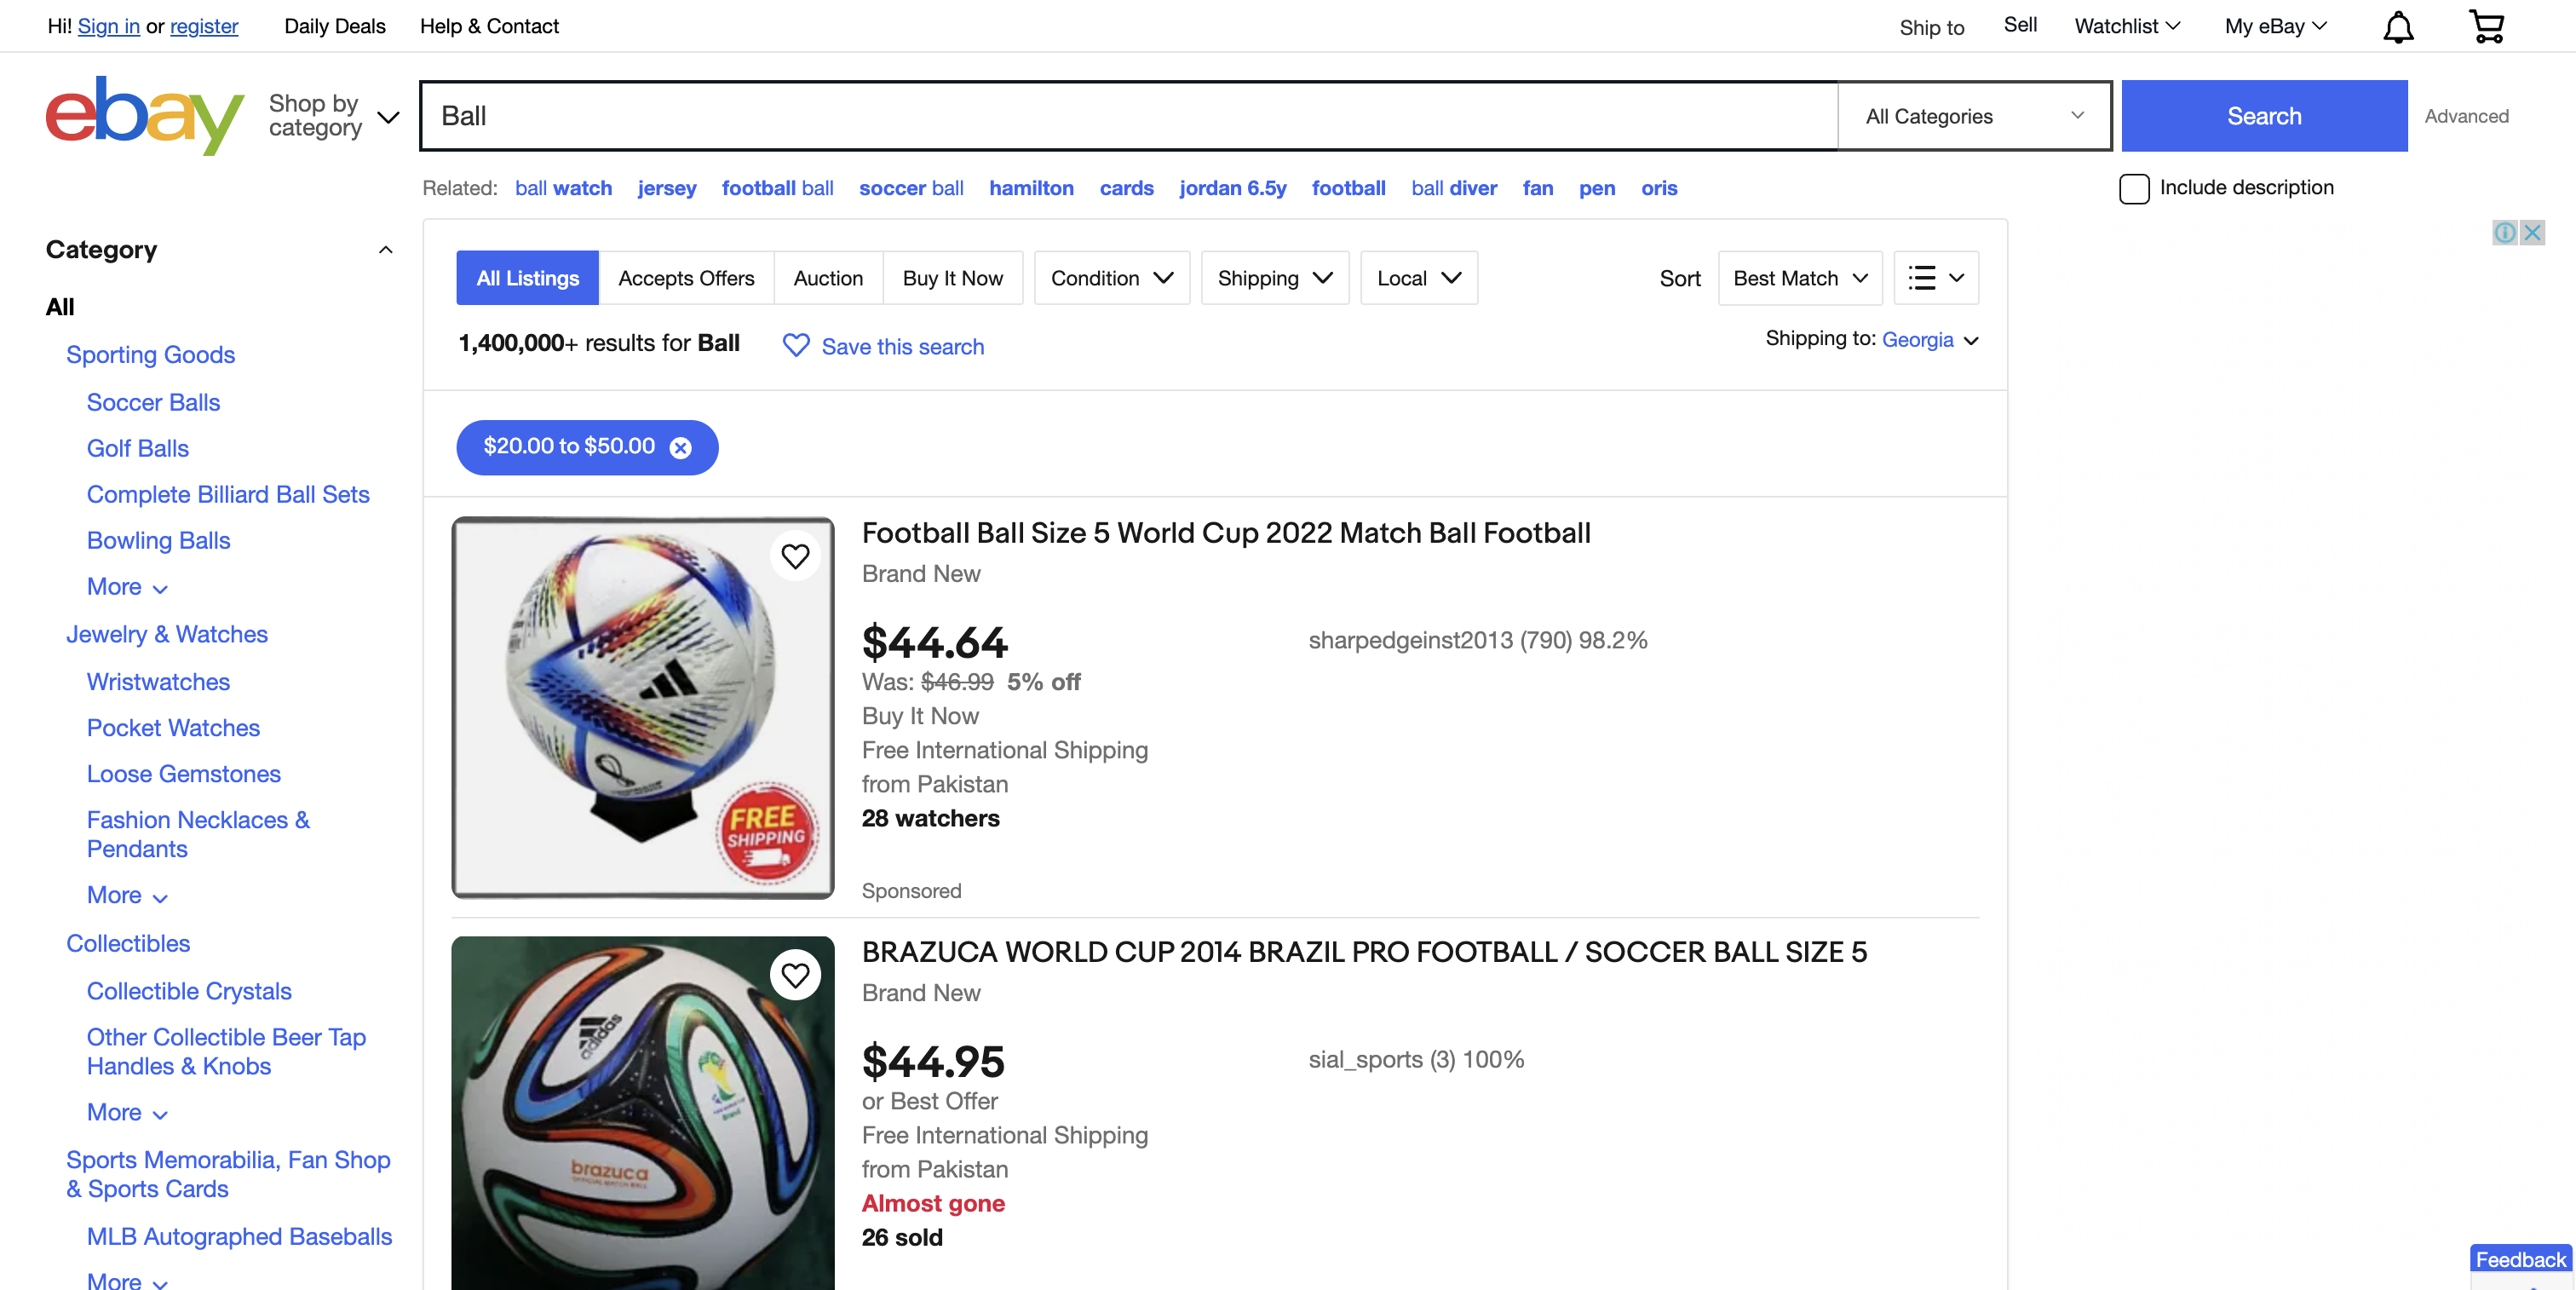 Hi! Sign in or register Daily Deals Help & Contact Ship to Sell Watchlist My eBay
ebay
Shop by
category
Ball
All Categories
Search
Advanced
Related: ball watch jersey football ball soccer ball hamilton cards jordan 6.5y football ball diver fan pen oris
Include description
Category
All
Sporting Goods
Soccer Balls
Golf Balls
Complete Billiard Ball Sets
Bowling Balls
More
Jewelry & Watches
Wristwatches
Pocket Watches
Loose Gemstones
Fashion Necklaces &
Pendants
More
Collectibles
Collectible Crystals
Other Collectible Beer Tap
Handles & Knobs
More
Sports Memorabilia, Fan Shop
& Sports Cards
MLB Autographed Baseballs
More
All Listings Accepts Offers Auction Buy It Now Condition Shipping Local
Sort Best Match
1,400,000+ results for Ball Save this search
Shipping to: Georgia
$20.00 to $50.00
FREE
SHIPPING
Football Ball Size 5 World Cup 2022 Match Ball Football
Brand New
$44.64
Was: $46.99 5% off
Buy It Now
Free International Shipping
from Pakistan
28 watchers
sharpedgeinst2013 (790) 98.2%
Sponsored
adidas
brazuca
BRAZUCA WORLD CUP 2014 BRAZIL PRO FOOTBALL / SOCCER BALL SIZE 5
Brand New
$44.95
or Best Offer
Free International Shipping
from Pakistan
Almost gone
26 sold
sial_sports (3) 100%
Feedback